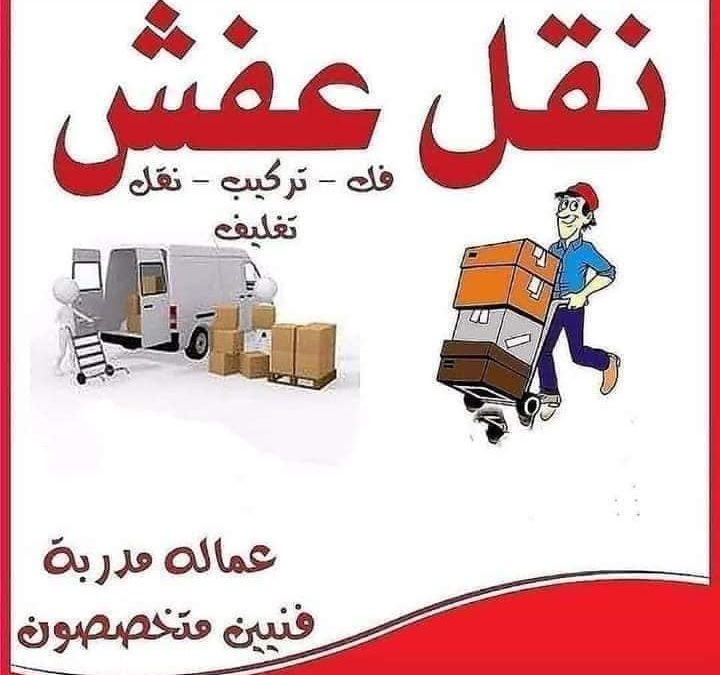 نقل عفش
فك - تركيب - نقل
تغليف
عماله مدربة
فنيين متخصصون